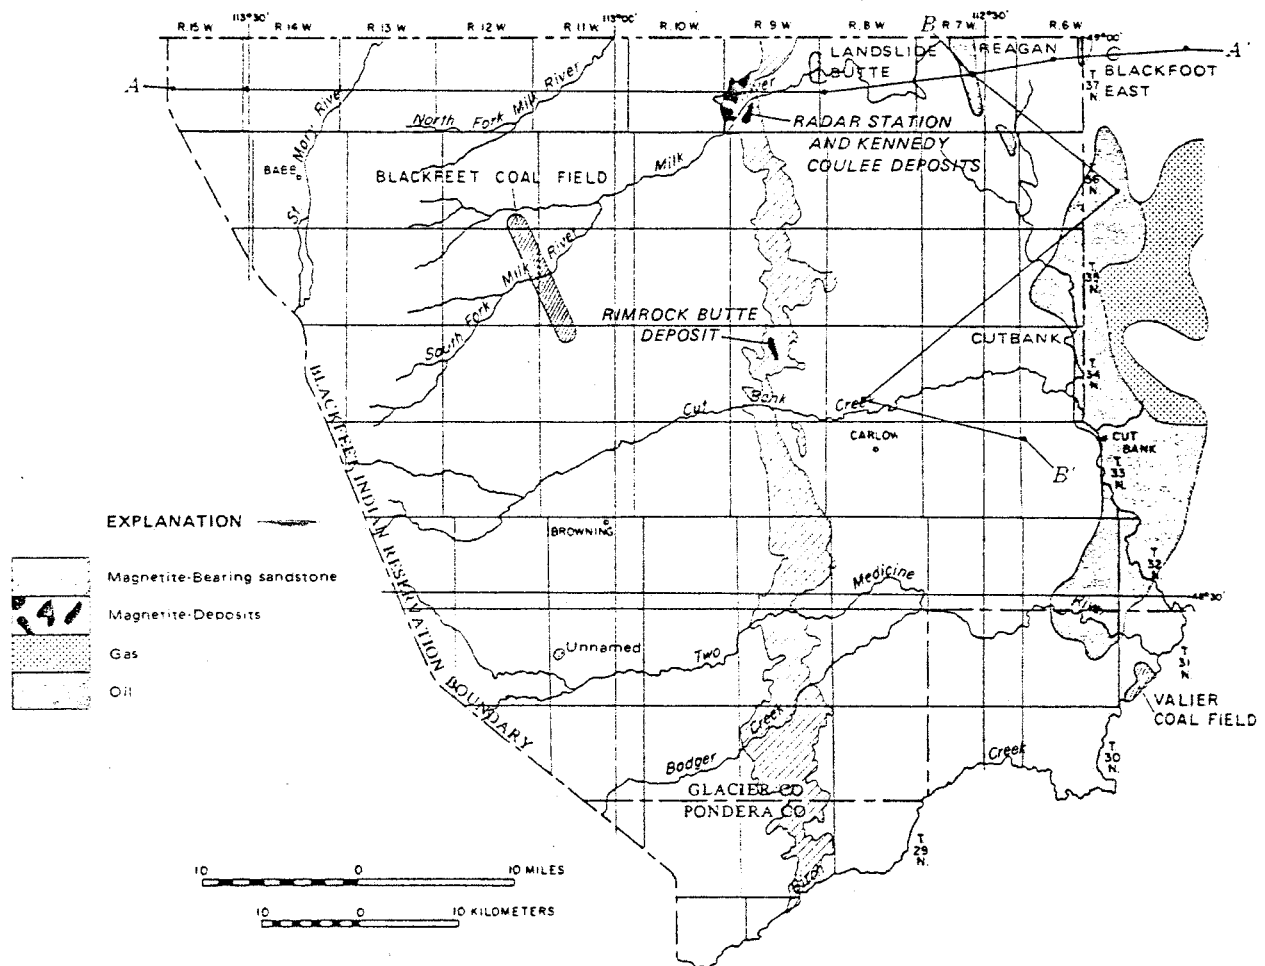 113°30'
113°00'
112°30'
R.15 W
R 14 W
R 13 W
R. 12 W
R. 11 W
R. 10 W
R 9 W
R. 8 W
R 7 W
R.6 W
B
49°00'
A
A'
LANDSLIDE
BUTTE
REAGAN
BLACKFOOT
EAST
T
37
N.
North Fork Milk River
RADAR STATION
AND KENNEDY
COULEE DEPOSITS
St Mary River
BABB
BLACKFEET COAL FIELD
Milk
36
N.
South Fork Milk River
T
35
N.
RIMROCK BUTTE
DEPOSIT
CUTBANK
T.
34
N.
Cut Bank Creek
CARLOW
CUT
BANK
T
33
N.
B'
BLACKFEET INDIAN RESERVATION BOUNDARY
EXPLANATION
Magnetite-Bearing sandstone
Magnetite-Deposits
Gas
Oil
BROWNING
T
32
N.
48°30'
Two Medicine River
Unnamed
T
31
N.
VALIER
COAL FIELD
Badger Creek
Creek
T
30
N.
GLACIER CO
PONDERA CO
T.
29
N.
Birch
10 0 10 MILES
10 0 10 KILOMETERS